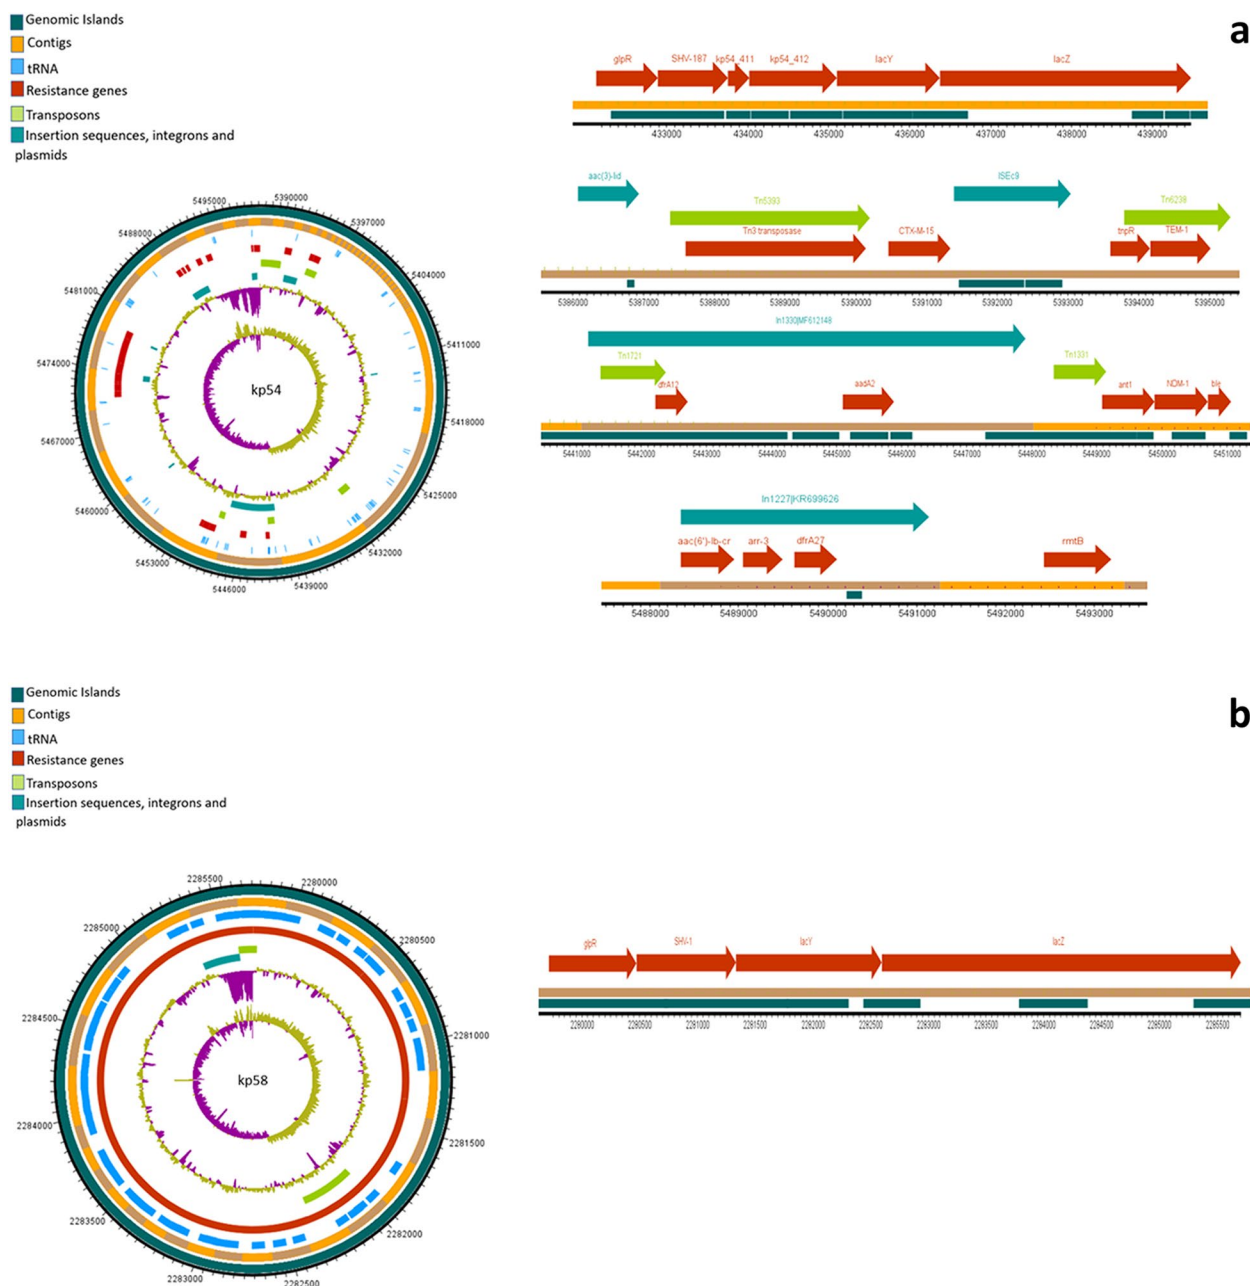 a
Genomic Islands
Contigs
tRNA
Resistance genes
Transposons
Insertion sequences, integrons and
plasmids
glpR SHV-187 kp54_411 kp54_412 lacY lacZ
433000 434000 435000 436000 437000 438000 439000
aac(3)-IId ISEc9
Tn5393 Tn6238
Tn3 transposase CTX-M-15 tnpR TEM-1
5386000 5387000 5388000 5389000 5390000 5391000 5392000 5393000 5394000 5395000
In1330|MF612148
Tn1721 Tn1331
dfrA12 aadA2 ant1 NDM-1 ble
5441000 5442000 5443000 5444000 5445000 5446000 5447000 5448000 5449000 5450000 5451000
In1227|KR699626
aac(6')-Ib-cr arr-3 dfrA27 rmtB
5488000 5489000 5490000 5491000 5492000 5493000
5495000 5390000
5488000 5397000
5481000 5404000
5474000 5411000
kp54
5467000 5418000
5460000 5425000
5453000 5432000
5446000 5439000
b
Genomic Islands
Contigs
tRNA
Resistance genes
Transposons
Insertion sequences, integrons and
plasmids
glpR SHV-1 lacY lacZ
2280000 2280500 2281000 2281500 2282000 2282500 2283000 2283500 2284000 2284500 2285000 2285500
2285500 2280000
2285000 2280500
2284500 2281000
kp58
2284000 2281500
2283500 2282000
2283000 2282500